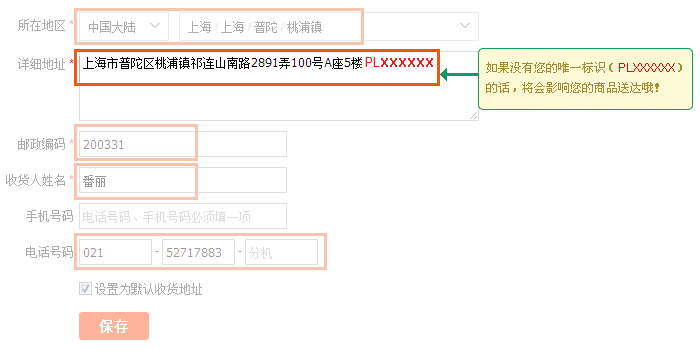 所在地区 * 中国大陆 上海 / 上海 / 普陀 / 桃浦镇
详细地址 * 上海市普陀区桃浦镇祁连山南路2891弄100号A座5楼 PLXXXXXX
如果没有您的唯一标识（PLXXXXXX）
的话，将会影响您的商品送达哦！
邮政编码 * 200331
收货人姓名 * 番丽
手机号码 电话号码、手机号码必须填一项
电话号码 021 - 52717883 - 分机
设置为默认收货地址
保存